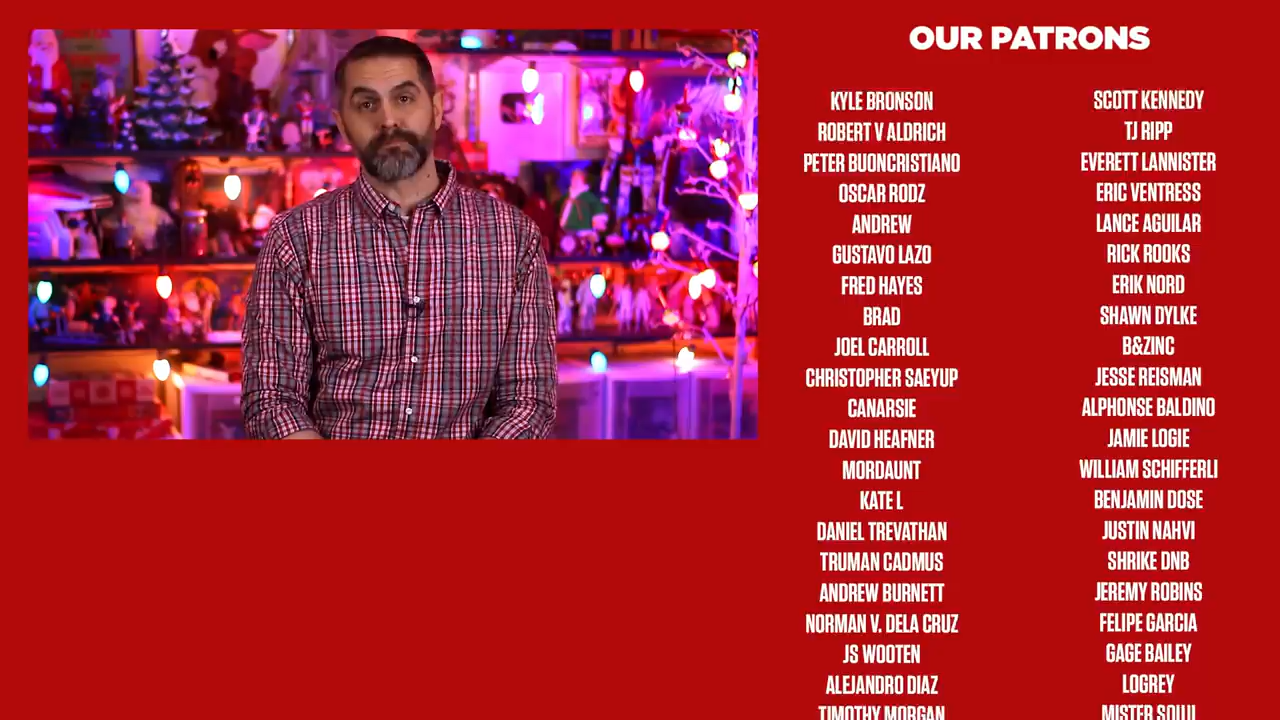 OUR PATRONS
KYLE BRONSON
ROBERT V ALDRICH
PETER BUONCRISTIANO
OSCAR RODZ
ANDREW
GUSTAVO LAZO
FRED HAYES
BRAD
JOEL CARROLL
CHRISTOPHER SAEYUP
CANARSIE
DAVID HEAFNER
MORDAUNT
KATE L
DANIEL TREVATHAN
TRUMAN CADMUS
ANDREW BURNETT
NORMAN V. DELA CRUZ
JS WOOTEN
ALEJANDRO DIAZ
TIMOTHY MORGAN
SCOTT KENNEDY
TJ RIPP
EVERETT LANNISTER
ERIC VENTRESS
LANCE AGUILAR
RICK ROOKS
ERIK NORD
SHAWN DYLKE
B&ZINC
JESSE REISMAN
ALPHONSE BALDINO
JAMIE LOGIE
WILLIAM SCHIFFERLI
BENJAMIN DOSE
JUSTIN NAHVI
SHRIKE DNB
JEREMY ROBINS
FELIPE GARCIA
GAGE BAILEY
LOGREY
MISTER